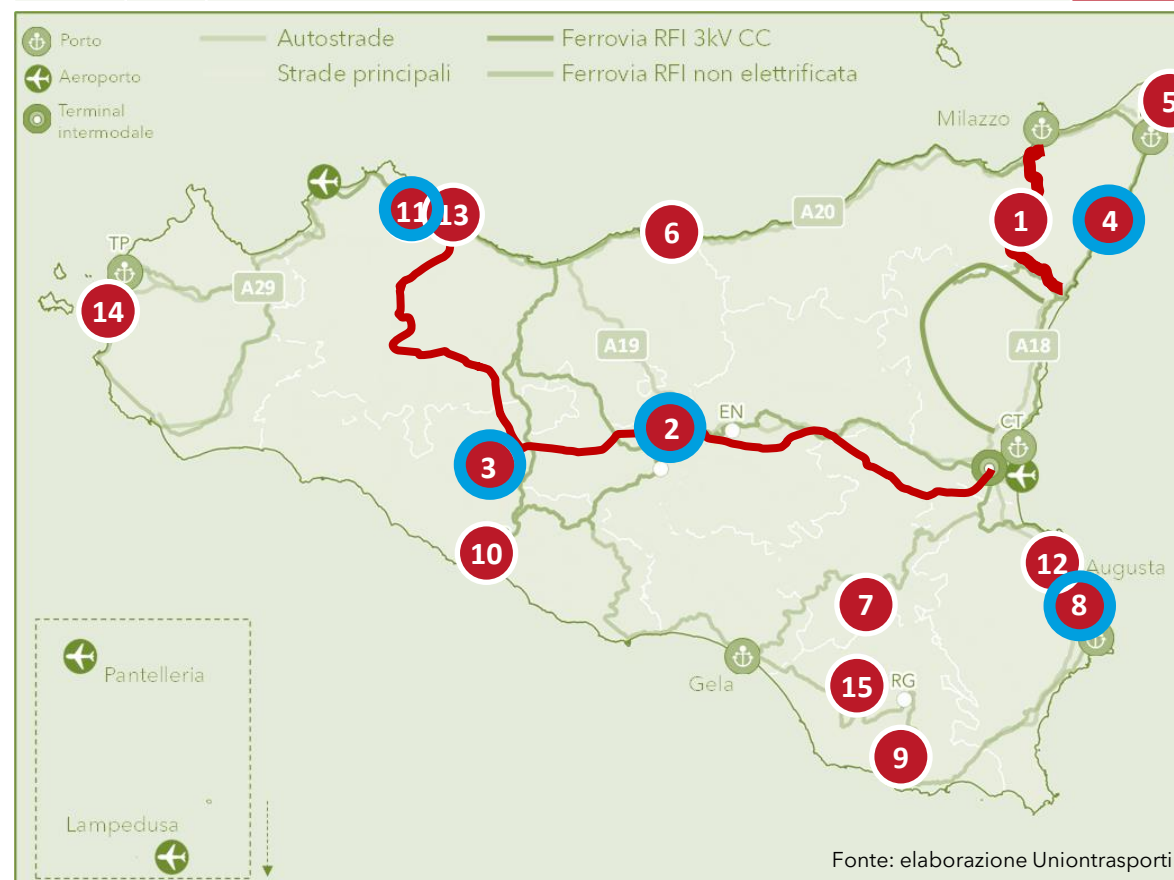 Porto
Autostrade
Ferrovia RFI 3kV CC
Aeroporto
Strade principali
Ferrovia RFI non elettrificata
Terminal
intermodale
Milazzo
5
11
13
6
A20
1
4
TP
A29
14
A19
A18
EN
2
CT
3
10
12
Augusta
7
8
Gela
15
RG
9
Pantelleria
Lampedusa
Fonte: elaborazione Uniontrasporti